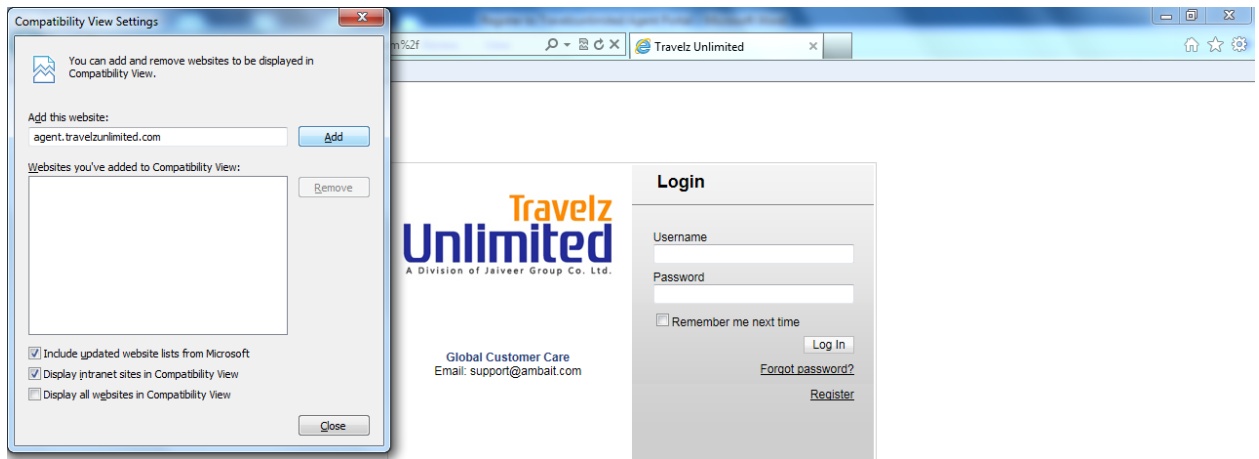 Compatibility View Settings
You can add and remove websites to be displayed in
Compatibility View.
Add this website:
agent.travelzunlimited.com
Add
Websites you've added to Compatibility View:
Remove
Include updated website lists from Microsoft
Display intranet sites in Compatibility View
Display all websites in Compatibility View
Close
m%2f
Travelz Unlimited
Travelz
Unlimited
A Division of Jaiveer Group Co. Ltd.
Global Customer Care
Email: support@ambait.com
Login
Username
Password
Remember me next time
Log In
Forgot password?
Register